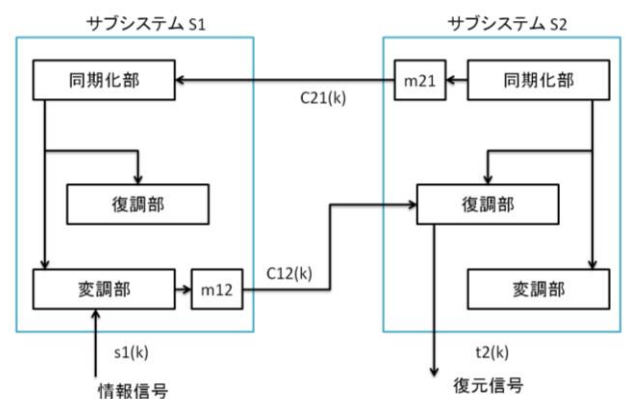 サブシステム S1
サブシステム S2
同期化部
m21
同期化部
C21(k)
復調部
復調部
変調部
m12
C12(k)
変調部
s1(k)
t2(k)
情報信号
復元信号